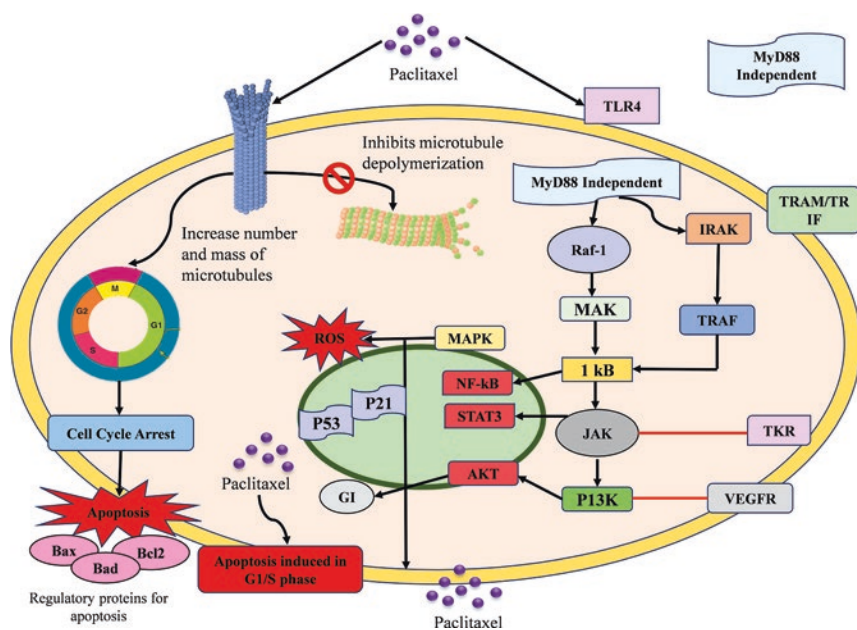 Paclitaxel
MyD88
Independent
TLR4
Inhibits microtubule
depolymerization
MyD88 Independent
TRAM/TR
IF
IRAK
Raf-1
Increase number
and mass of
microtubules
M
G2
G1
S
MAK
TRAF
ROS
MAPK
1 kB
NF-kB
P21
P53
STAT3
JAK
TKR
Cell Cycle Arrest
Paclitaxel
AKT
GI
P13K
VEGFR
Apoptosis
Bax
Bcl2
Bad
Apoptosis induced in
G1/S phase
Regulatory proteins for
apoptosis
Paclitaxel